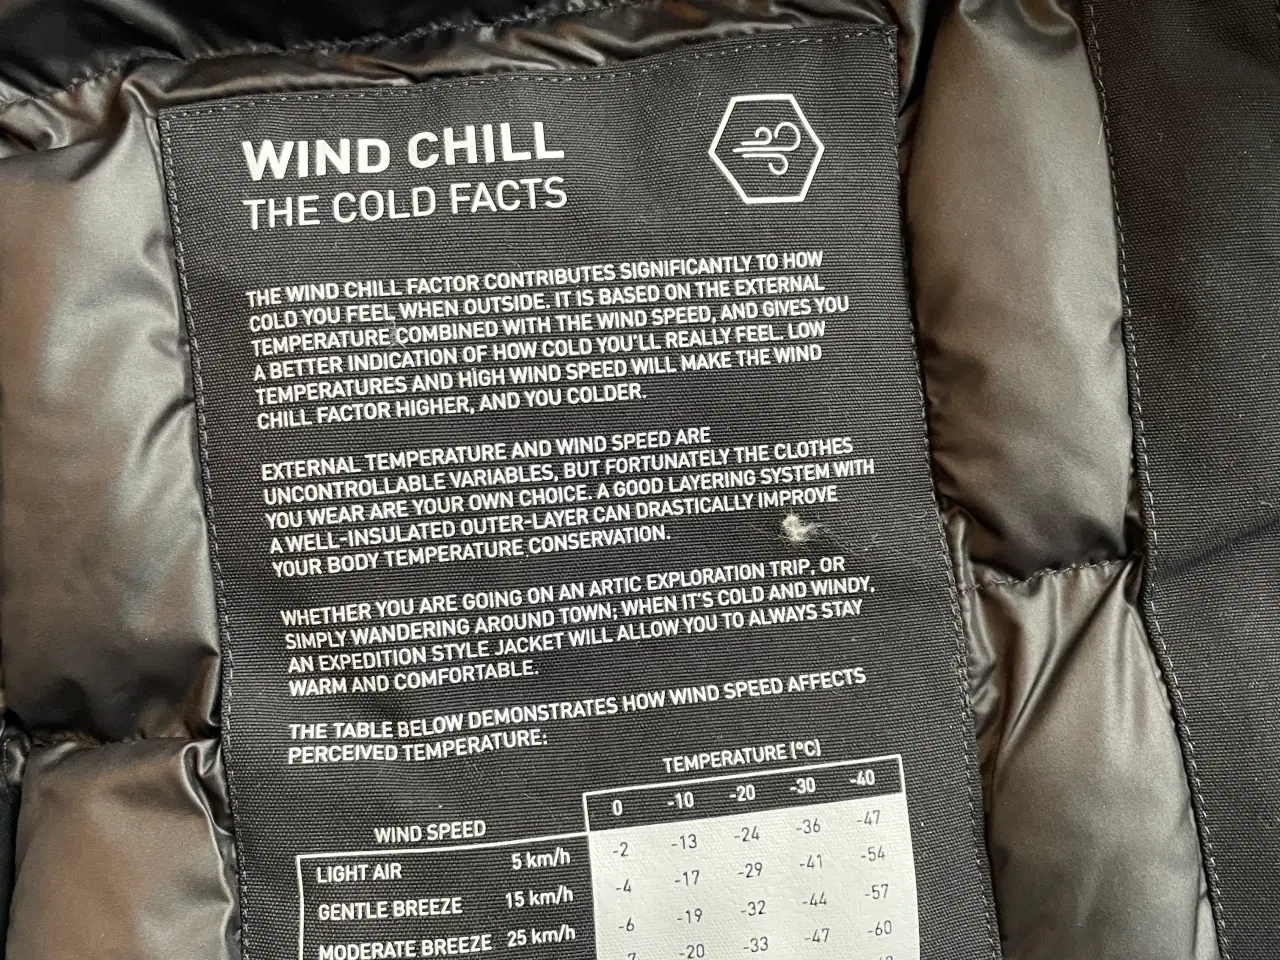 WIND CHILL
THE COLD FACTS
THE WIND CHILL FACTOR CONTRIBUTES SIGNIFICANTLY TO HOW
COLD YOU FEEL WHEN OUTSIDE. IT IS BASED ON THE EXTERNAL
TEMPERATURE COMBINED WITH THE WIND SPEED, AND GIVES YOU
A BETTER INDICATION OF HOW COLD YOU'LL REALLY FEEL. LOW
TEMPERATURES AND HIGH WIND SPEED WILL MAKE THE WIND
CHILL FACTOR HIGHER, AND YOU COLDER.
EXTERNAL TEMPERATURE AND WIND SPEED ARE
UNCONTROLLABLE VARIABLES, BUT FORTUNATELY THE CLOTHES
YOU WEAR ARE YOUR OWN CHOICE. A GOOD LAYERING SYSTEM WITH
A WELL-INSULATED OUTER-LAYER CAN DRASTICALLY IMPROVE
YOUR BODY TEMPERATURE CONSERVATION.
WHETHER YOU ARE GOING ON AN ARTIC EXPLORATION TRIP, OR
SIMPLY WANDERING AROUND TOWN; WHEN IT'S COLD AND WINDY,
AN EXPEDITION STYLE JACKET WILL ALLOW YOU TO ALWAYS STAY
WARM AND COMFORTABLE.
THE TABLE BELOW DEMONSTRATES HOW WIND SPEED AFFECTS
PERCEIVED TEMPERATURE:
TEMPERATURE (°C)
WIND SPEED 0 -10 -20 -30 -40
LIGHT AIR 5 km/h -2 -13 -24 -36 -47
GENTLE BREEZE 15 km/h -4 -17 -29 -41 -54
MODERATE BREEZE 25 km/h -6 -19 -32 -44 -57
-20 -33 -47 -60